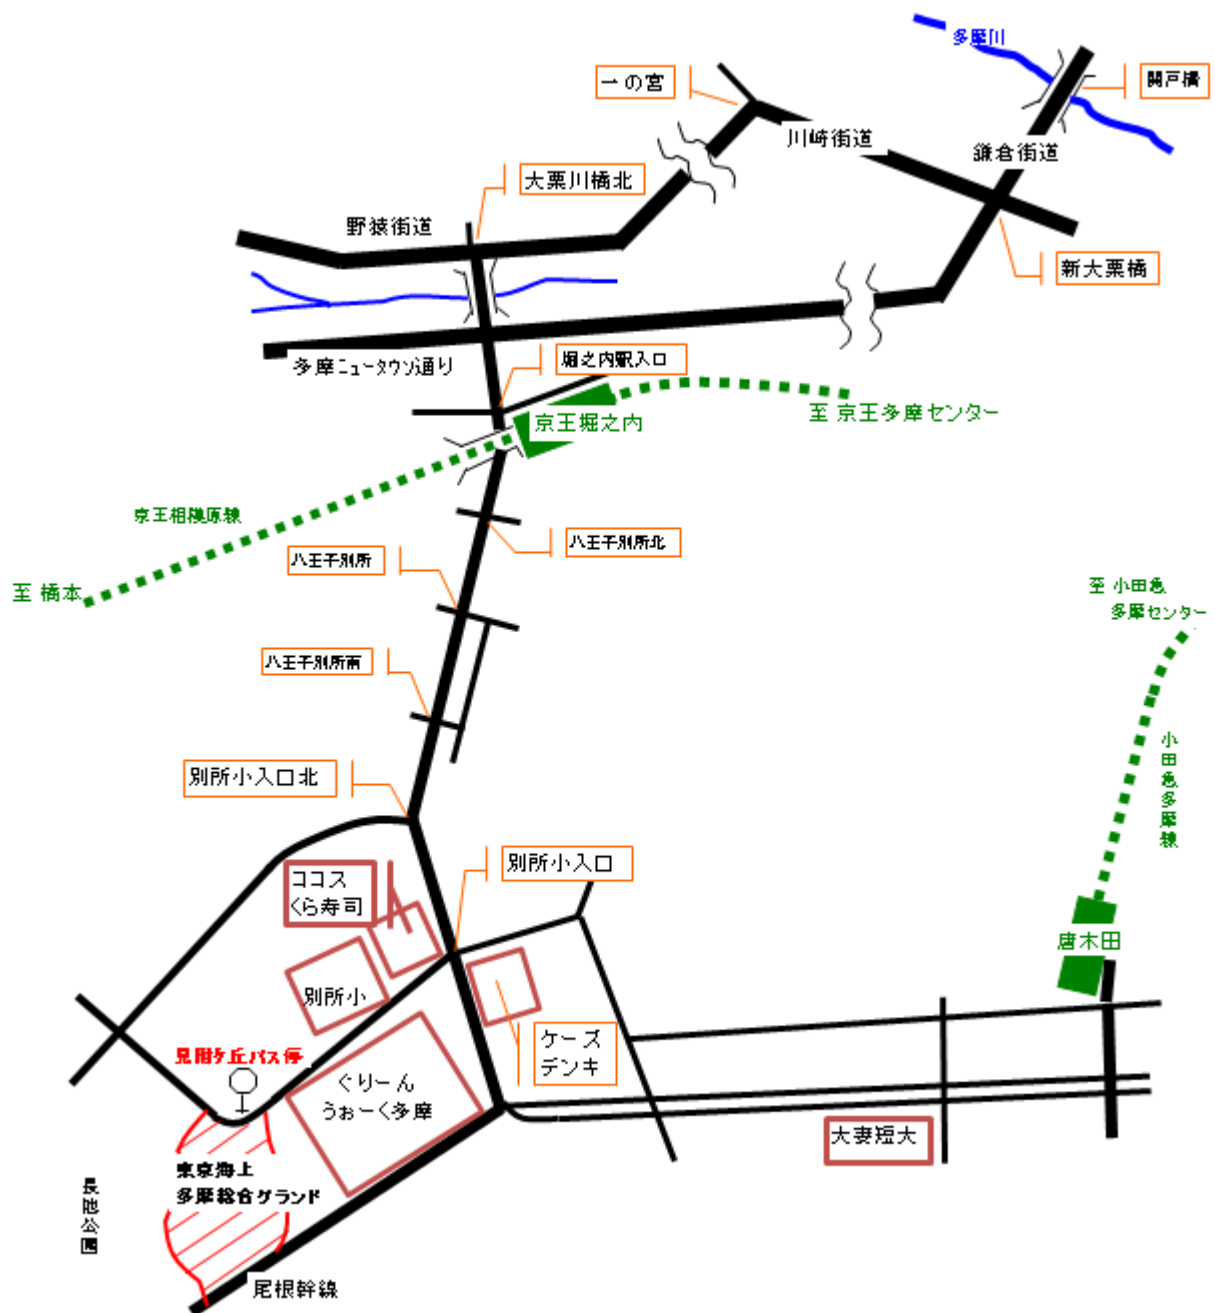 多摩川
一の宮
関戸橋
川崎街道
鎌倉街道
大栗川橋北
野猿街道
新大栗橋
多摩ニュータウン通り
堀之内駅入口
京王堀之内
至 京王多摩センター
京王相模原線
八王子別所北
八王子別所
至 橋本
至 小田急
多摩センター
八王子別所南
小田急多摩線
別所小入口北
別所小入口
ココス
くら寿司
唐木田
別所小
ケーズ
デンキ
見附ケ丘バス停
ぐりーん
うぉーく多摩
大妻短大
東京海上
多摩総合グランド
長池公園
尾根幹線